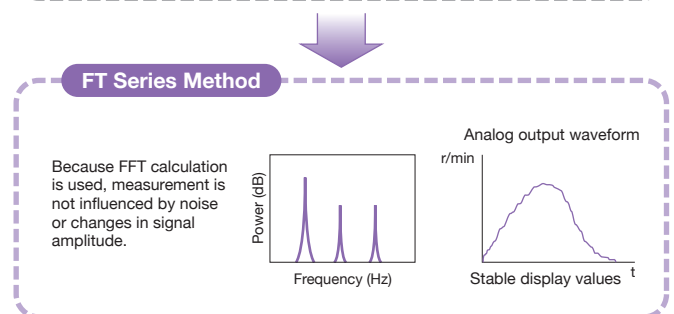 FT Series Method
Because FFT calculation
is used, measurement is
not influenced by noise
or changes in signal
amplitude.
Power (dB)
Frequency (Hz)
Analog output waveform
r/min
t
Stable display values